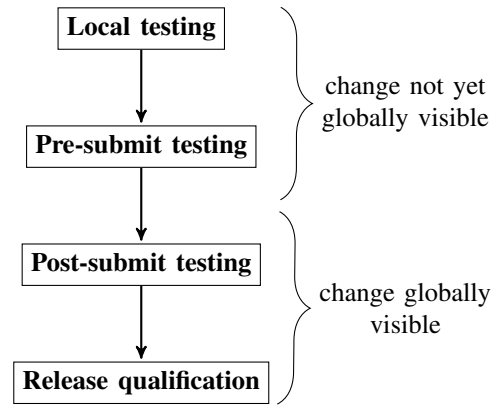 Local testing
change not yet
globally visible
Pre-submit testing
Post-submit testing
change globally
visible
Release qualification